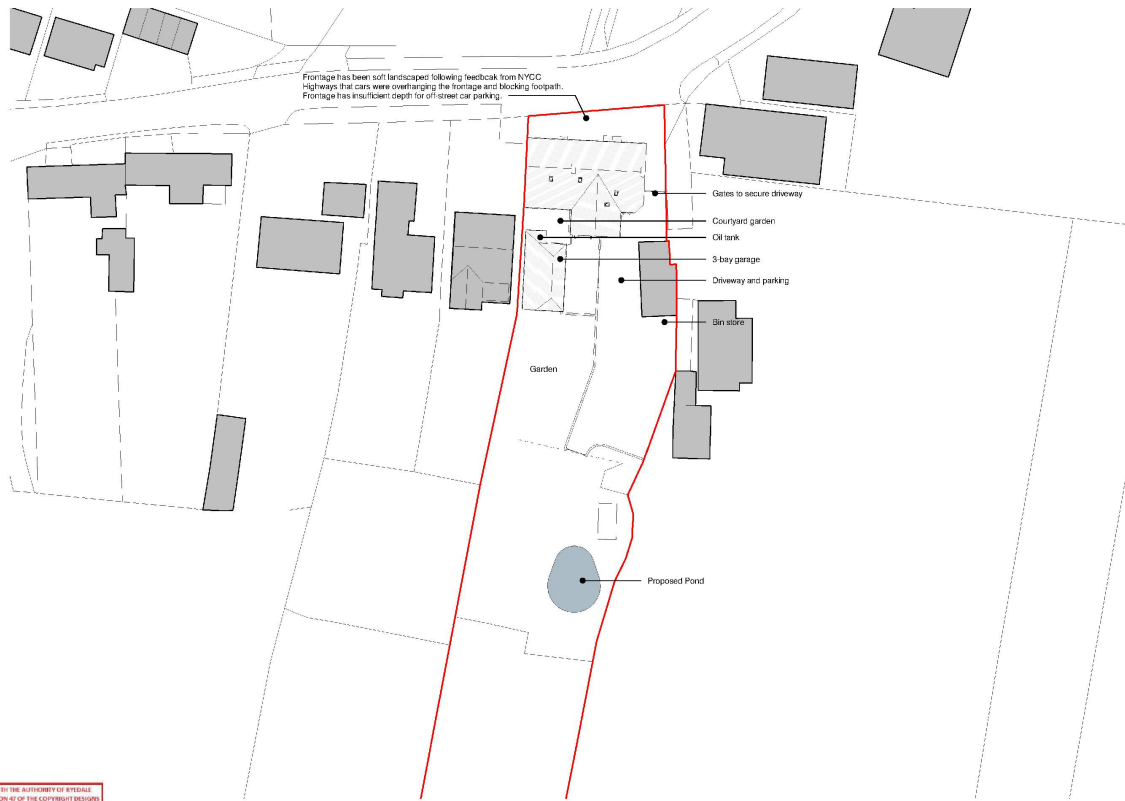 Frontage has been soft landscaped following feedbcak from NYCC
Highways that cars were overhanging the frontage and blocking footpath.
Frontage has insufficient depth for off-street car parking.
Gates to secure driveway
Courtyard garden
Oil tank
3-bay garage
Driveway and parking
Bin store
Garden
Proposed Pond
TH THE AUTHORITY OF RYEDALE
ON 47 OF THE COPYRIGHT DESIGNS